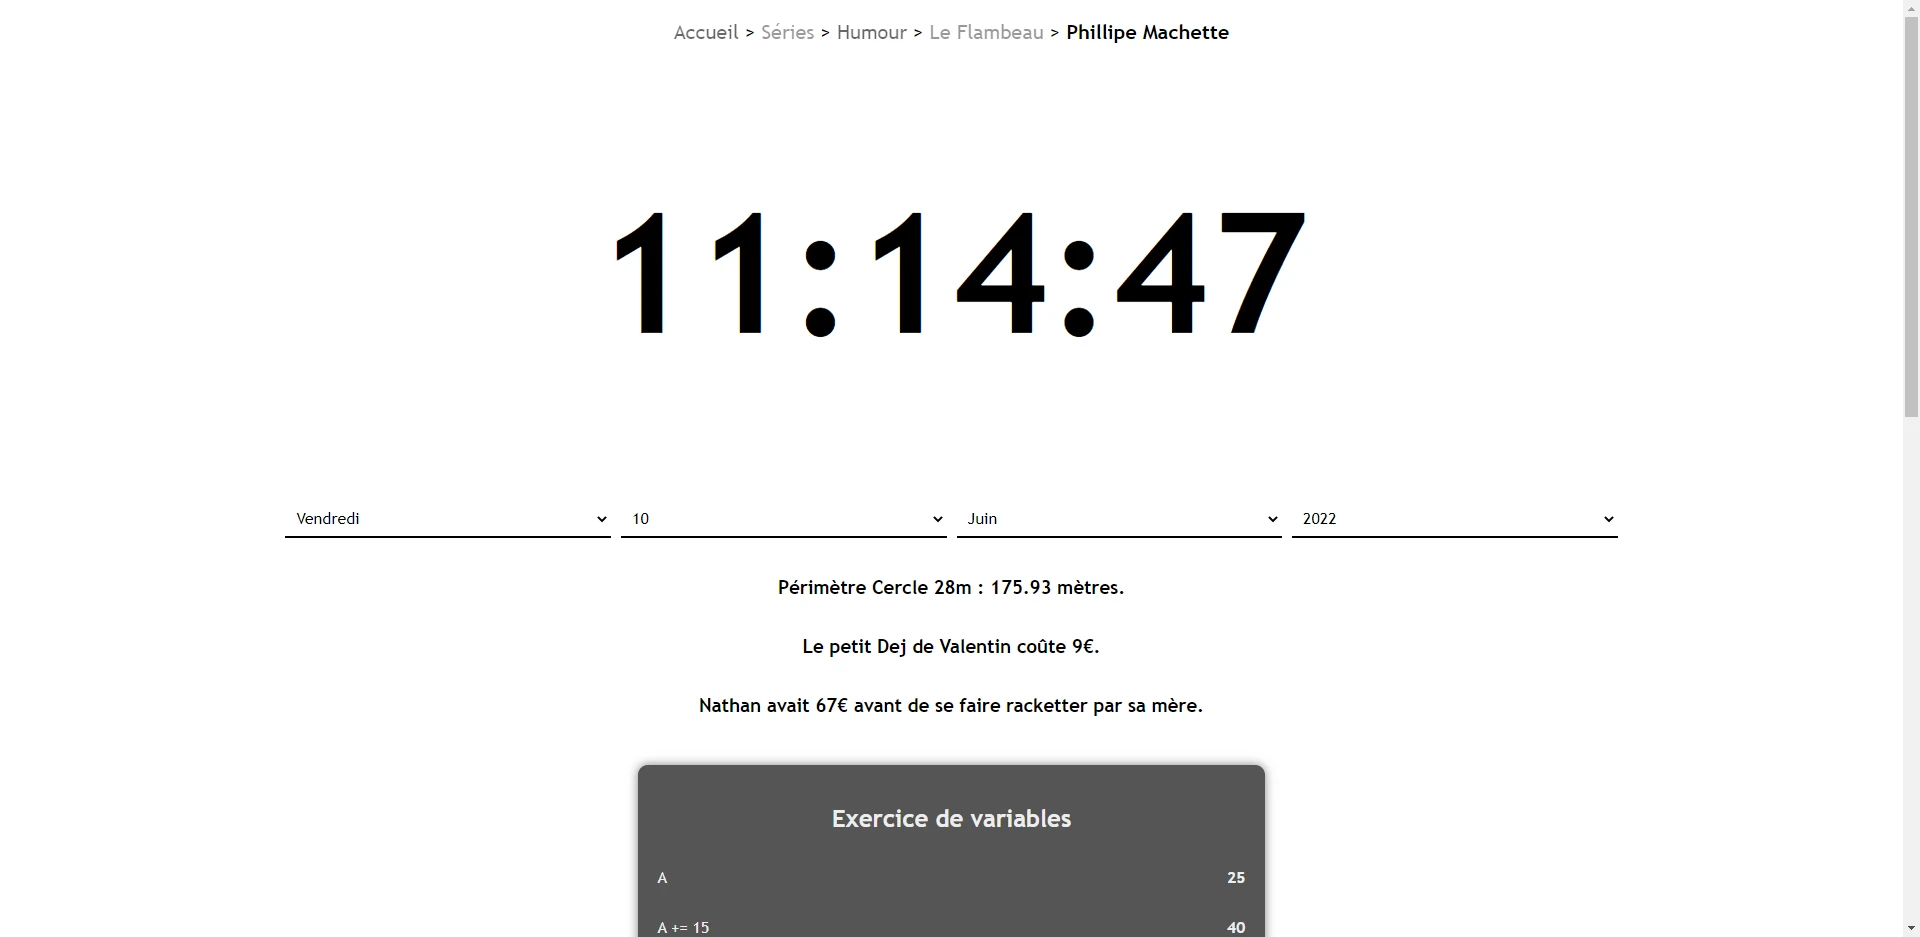 Accueil > Séries > Humour > Le Flambeau > Phillipe Machette
11:14:47
Vendredi 10 Juin 2022
Périmètre Cercle 28m : 175.93 mètres.
Le petit Dej de Valentin coûte 9€.
Nathan avait 67€ avant de se faire racketter par sa mère.
Exercice de variables
A 25
A += 15 40